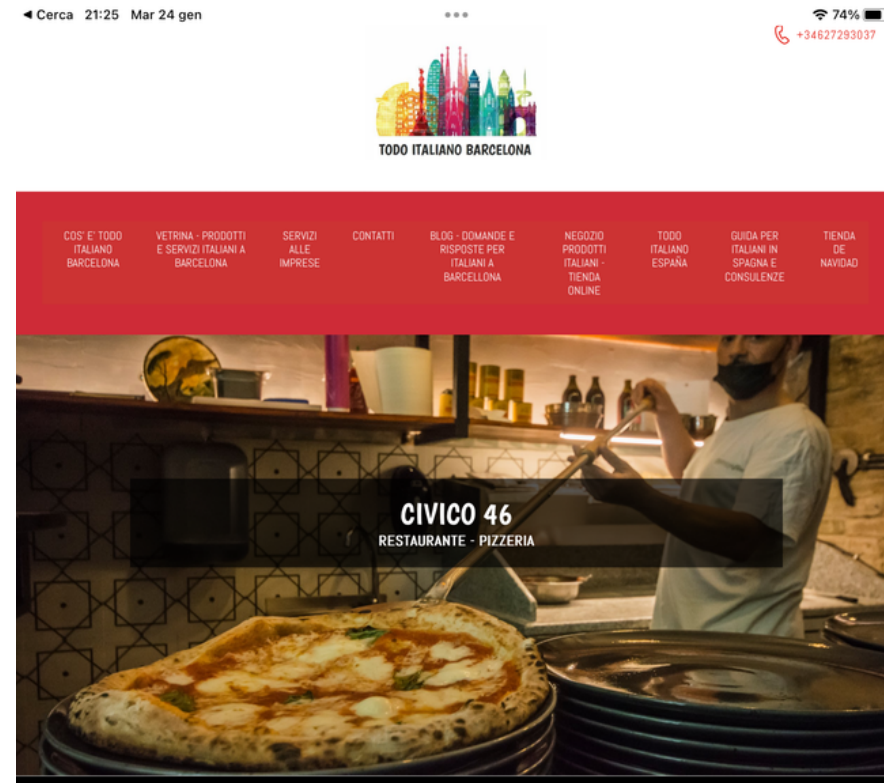 Cerca 21:25 Mar 24 gen
74%
+34627293037
TODO ITALIANO BARCELONA
COS' E' TODO
ITALIANO
BARCELONA
VETRINA - PRODOTTI
E SERVIZI ITALIANI A
BARCELONA
SERVIZI
ALLE
IMPRESE
CONTATTI
BLOG - DOMANDE E
RISPOSTE PER
ITALIANI A
BARCELLONA
NEGOZIO
PRODOTTI
ITALIANI -
TIENDA
ONLINE
TODO
ITALIANO
ESPAÑA
GUIDA PER
ITALIANI IN
SPAGNA E
CONSULENZE
TIENDA
DE
NAVIDAD
CIVICO 46
RESTAURANTE - PIZZERIA